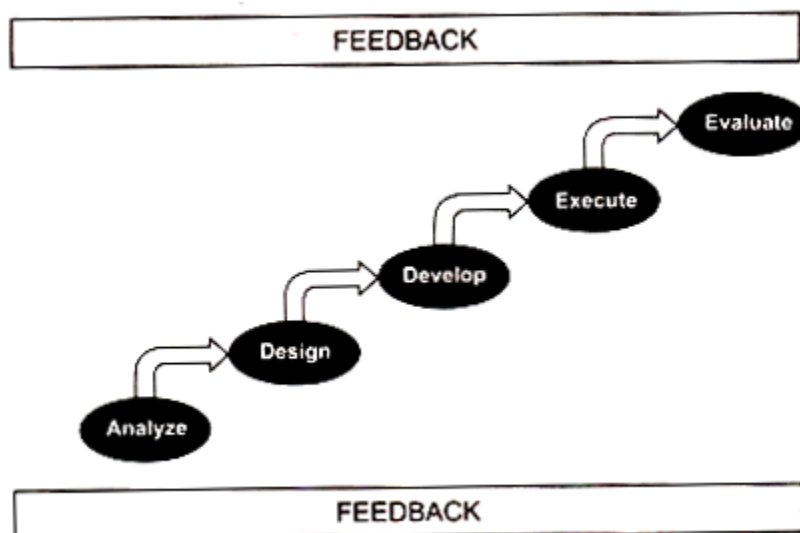 FEEDBACK
Evaluate
Execute
Develop
Design
Analyze
FEEDBACK